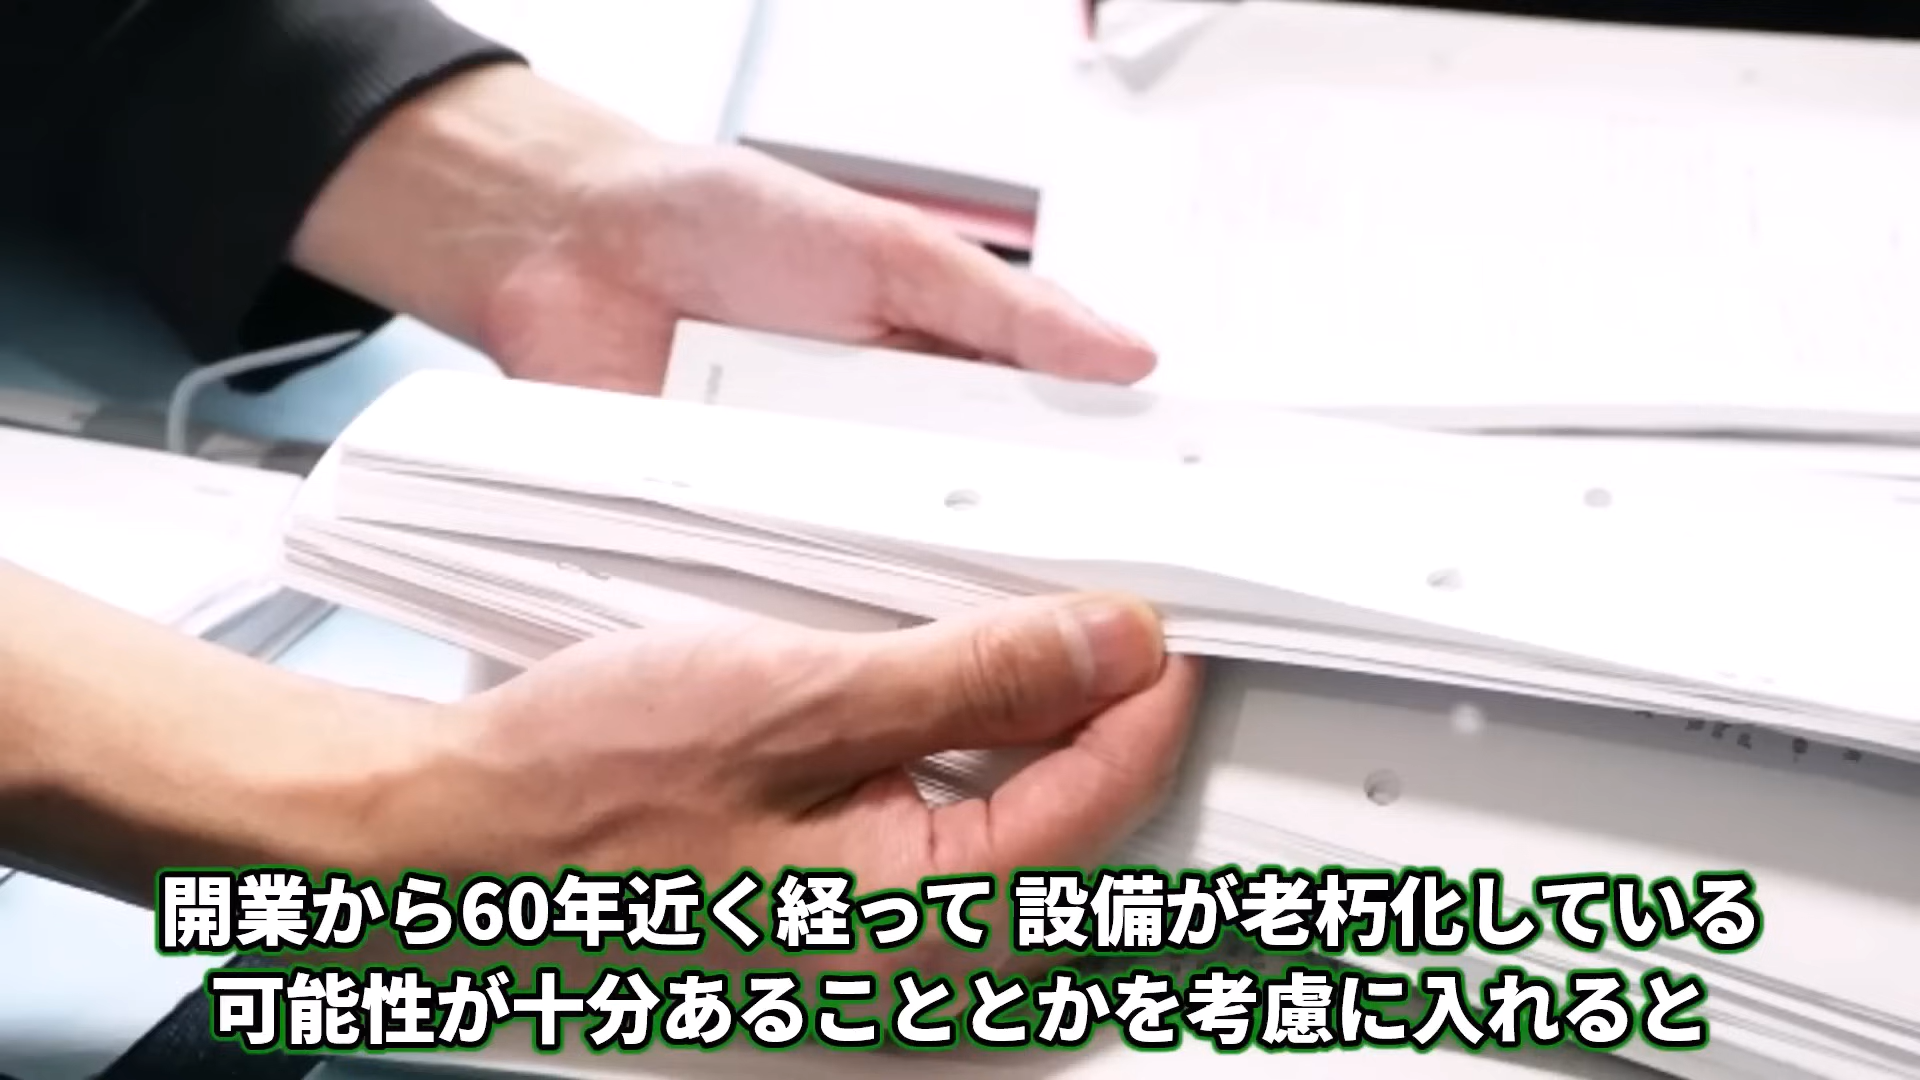 開業から60年近く経って 設備が老朽化している
可能性が十分あることとかを考慮に入れると